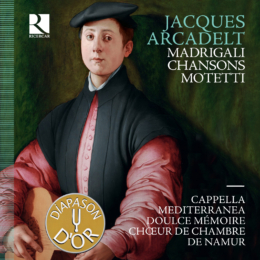 R
RICERCAR
JACQUES
ARCADELT
MADRIGALI
CHANSONS
MOTETTI
DIAPASON
D'OR
CAPPELLA
MEDITERRANEA
DOULCE MÉMOIRE
CHŒUR DE CHAMBRE
DE NAMUR